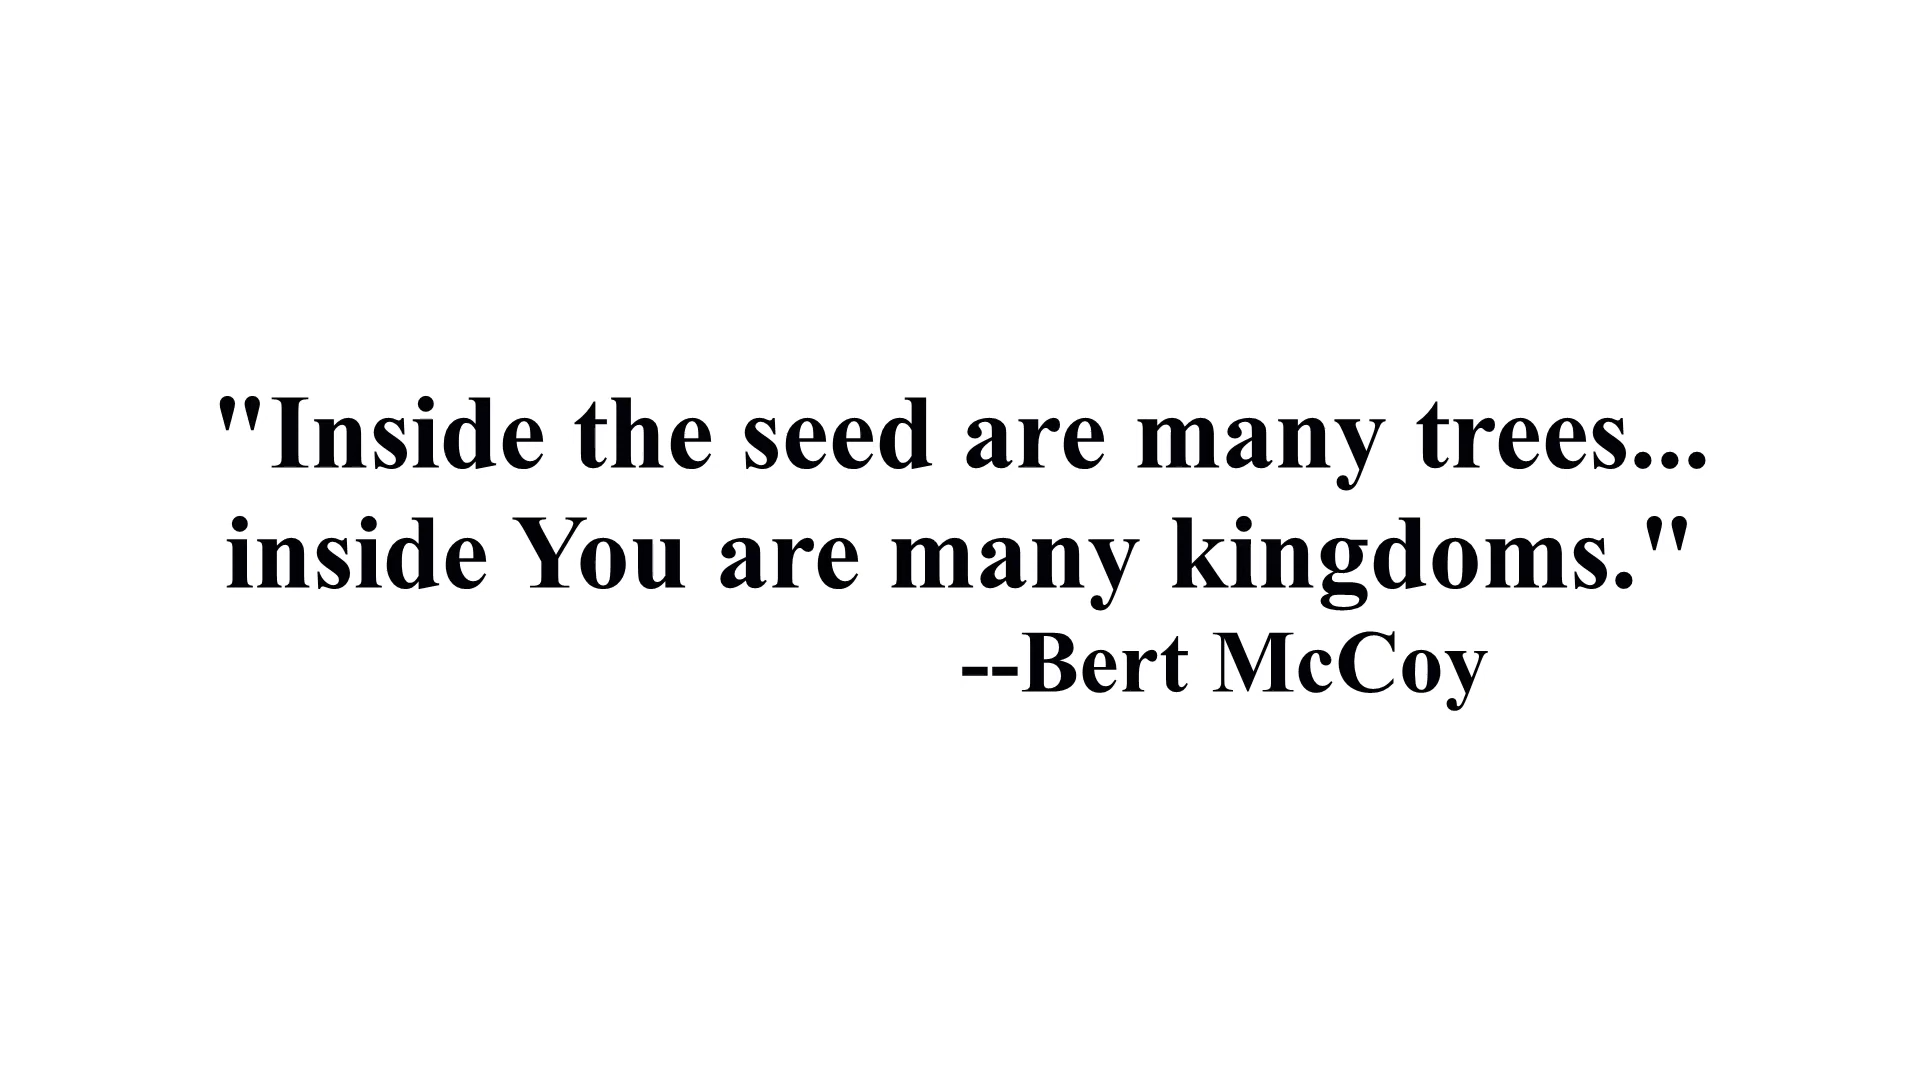 "Inside the seed are many trees...
inside You are many kingdoms."
--Bert McCoy